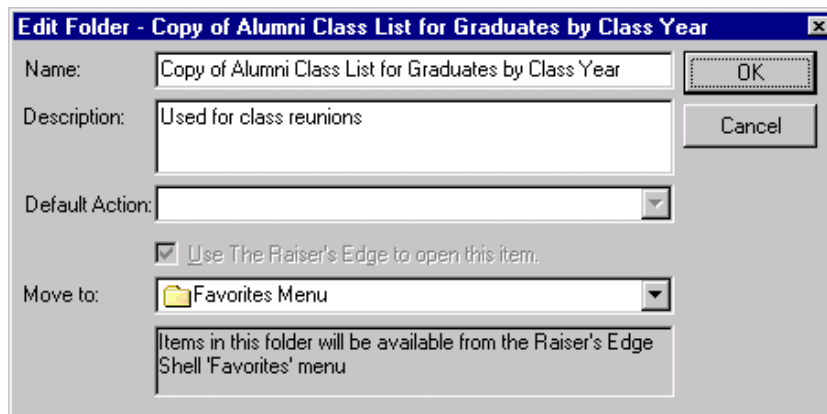 Edit Folder - Copy of Alumni Class List for Graduates by Class Year
Name: Copy of Alumni Class List for Graduates by Class Year OK
Description: Used for class reunions Cancel
Default Action:
Use The Raiser's Edge to open this item.
Move to: Favorites Menu
Items in this folder will be available from the Raiser's Edge
Shell 'Favorites' menu